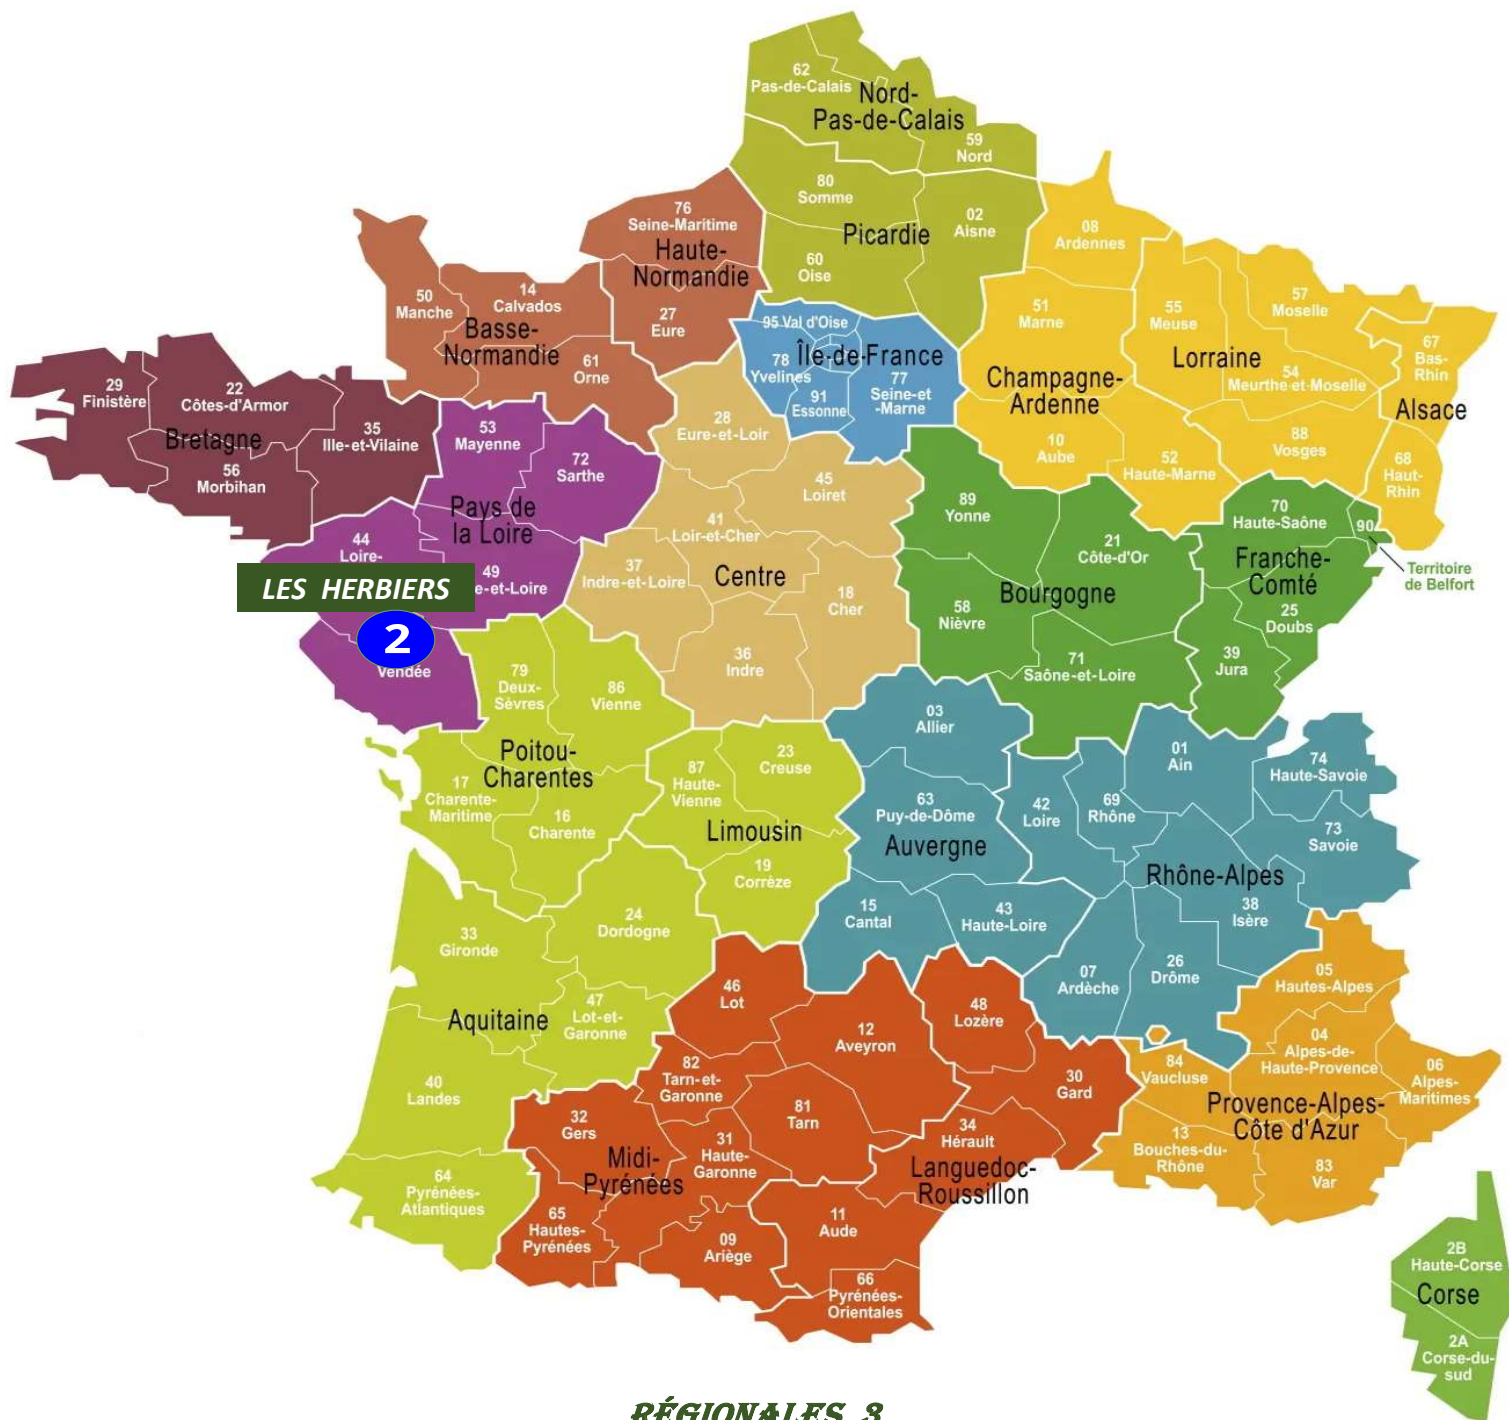 62
Pas-de-Calais
Nord-
Pas-de-Calais
59
Nord
80
Somme
Picardie
02
Aisne
60
Oise
76
Seine-Maritime
Haute-
Normandie
27
Eure
08
Ardennes
50
Manche
14
Calvados
Basse-
Normandie
61
Orne
95 Val d'Oise
Île-de-France
78
Yvelines
91
Essonne
77
Seine-et
-Marne
51
Marne
Champagne-
Ardenne
10
Aube
52
Haute-Marne
55
Meuse
57
Moselle
Lorraine
54
Meurthe-et-Moselle
88
Vosges
67
Bas-
Rhin
Alsace
68
Haut-
Rhin
29
Finistère
22
Côtes-d'Armor
Bretagne
35
Ille-et-Vilaine
56
Morbihan
53
Mayenne
72
Sarthe
Pays de
la Loire
44
Loire-
49
e-et-Loire
LES HERBIERS
2
Vendée
28
Eure-et-Loir
45
Loiret
41
Loir-et-Cher
37
Indre-et-Loire
Centre
18
Cher
36
Indre
89
Yonne
21
Côte-d'Or
Bourgogne
58
Nièvre
71
Saône-et-Loire
70
Haute-Saône
90
Territoire
de Belfort
Franche-
Comté
25
Doubs
39
Jura
79
Deux-
Sèvres
86
Vienne
Poitou-
Charentes
17
Charente-
Maritime
16
Charente
87
Haute-
Vienne
23
Creuse
Limousin
19
Corrèze
03
Allier
63
Puy-de-Dôme
Auvergne
15
Cantal
43
Haute-Loire
42
Loire
69
Rhône
01
Ain
74
Haute-Savoie
73
Savoie
Rhône-Alpes
38
Isère
07
Ardèche
26
Drôme
33
Gironde
24
Dordogne
47
Lot-et-
Garonne
Aquitaine
40
Landes
64
Pyrénées-
Atlantiques
46
Lot
12
Aveyron
82
Tarn-et-
Garonne
81
Tarn
32
Gers
31
Haute-
Garonne
Midi-
Pyrénées
65
Hautes-
Pyrénées
09
Ariège
48
Lozère
30
Gard
34
Hérault
Languedoc-
Roussillon
11
Aude
66
Pyrénées-
Orientales
05
Hautes-Alpes
04
Alpes-de-
Haute-Provence
06
Alpes-
Maritimes
84
Vaucluse
Provence-Alpes-
Côte d'Azur
13
Bouches-du-
Rhône
83
Var
2B
Haute-Corse
Corse
2A
Corse-du-
sud
RÉGIONALES 3